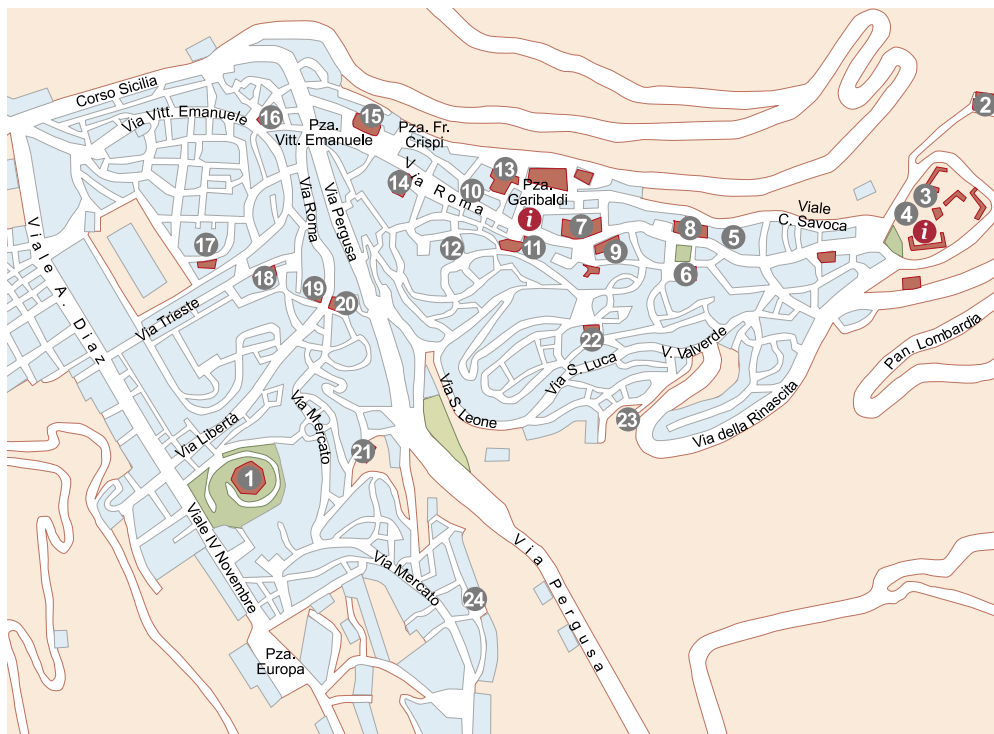 Corso Sicilia
2
Via Vitt. Emanuele
16
15
Pza.
Vitt. Emanuele
Pza. Fr.
Crispi
13
14
Via Roma
10
Pza.
Garibaldi
i
7
8
5
Viale
C. Savoca
3
4
i
Via Roma
Via Pergusa
12
11
9
6
17
18
19
20
Viale A. Diaz
Via Trieste
22
V. Valverde
Via S. Luca
Pan. Lombardia
Via S. Leone
23
Via della Rinascita
Via Libertà
Via Mercato
21
1
Viale IV Novembre
Via Mercato
24
Via Pergusa
Pza.
Europa